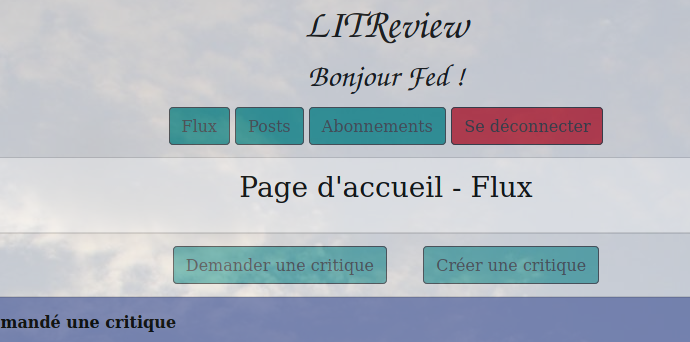 LITReview
Bonjour Fed !
Flux Posts Abonnements Se déconnecter
Page d'accueil - Flux
Demander une critique Créer une critique
mandé une critique